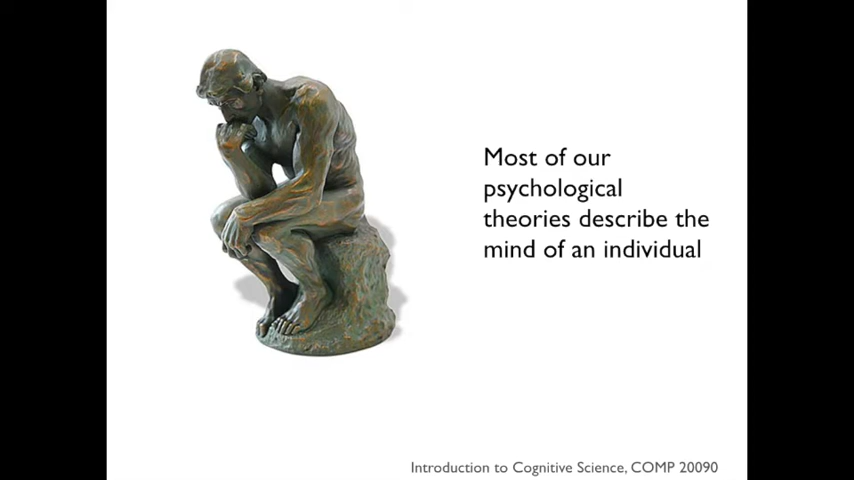 Most of our
psychological
theories describe the
mind of an individual
Introduction to Cognitive Science, COMP 20090